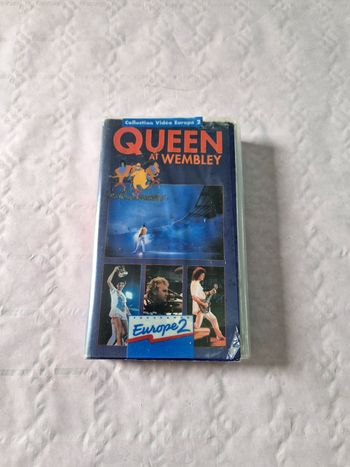 Collection Vidéo Europe 2
QUEEN
AT WEMBLEY
Europe 2